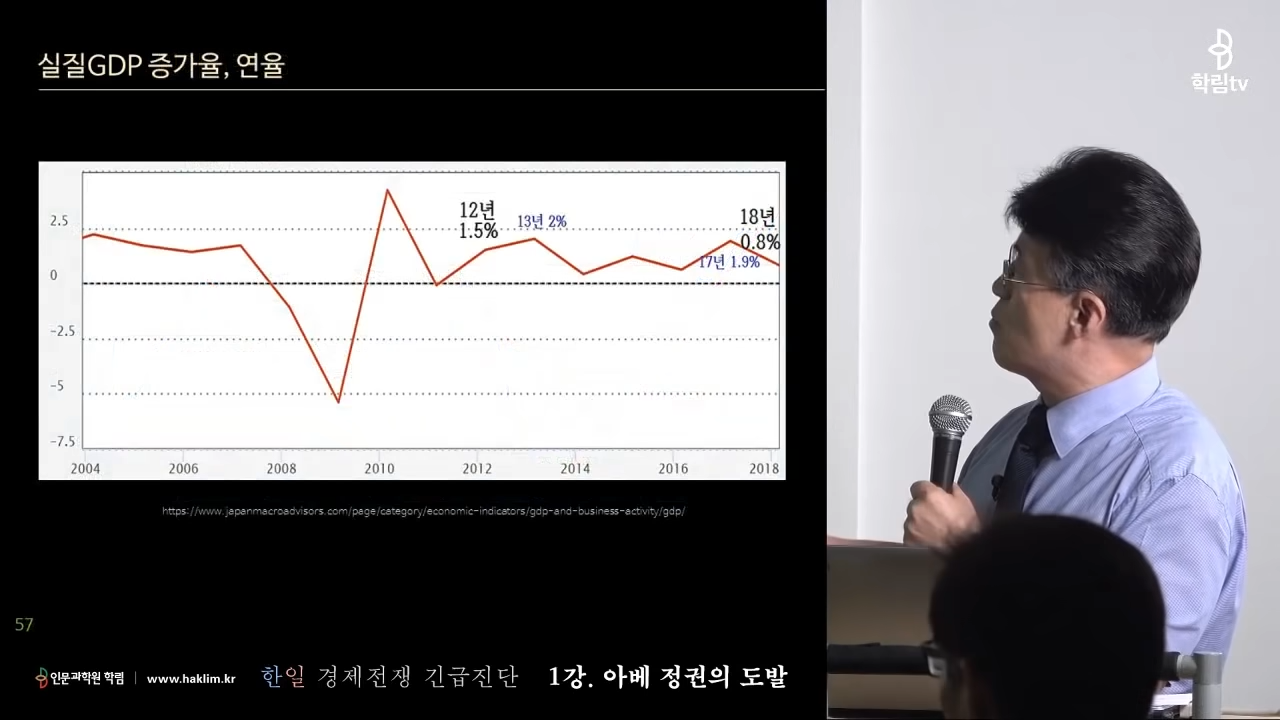 실질GDP 증가율, 연율
학림tv
2.5
0
-2.5
-5
-7.5
12년
1.5%
13년 2%
18년
0.8%
17년 1.9%
2004 2006 2008 2010 2012 2014 2016 2018
https://www.japanmacroadvisors.com/page/category/economic-indicators/gdp-and-business-activity/gdp/
57
인문과학원 학림 | www.haklim.kr
한일 경제전쟁 긴급진단 1강. 아베 정권의 도발